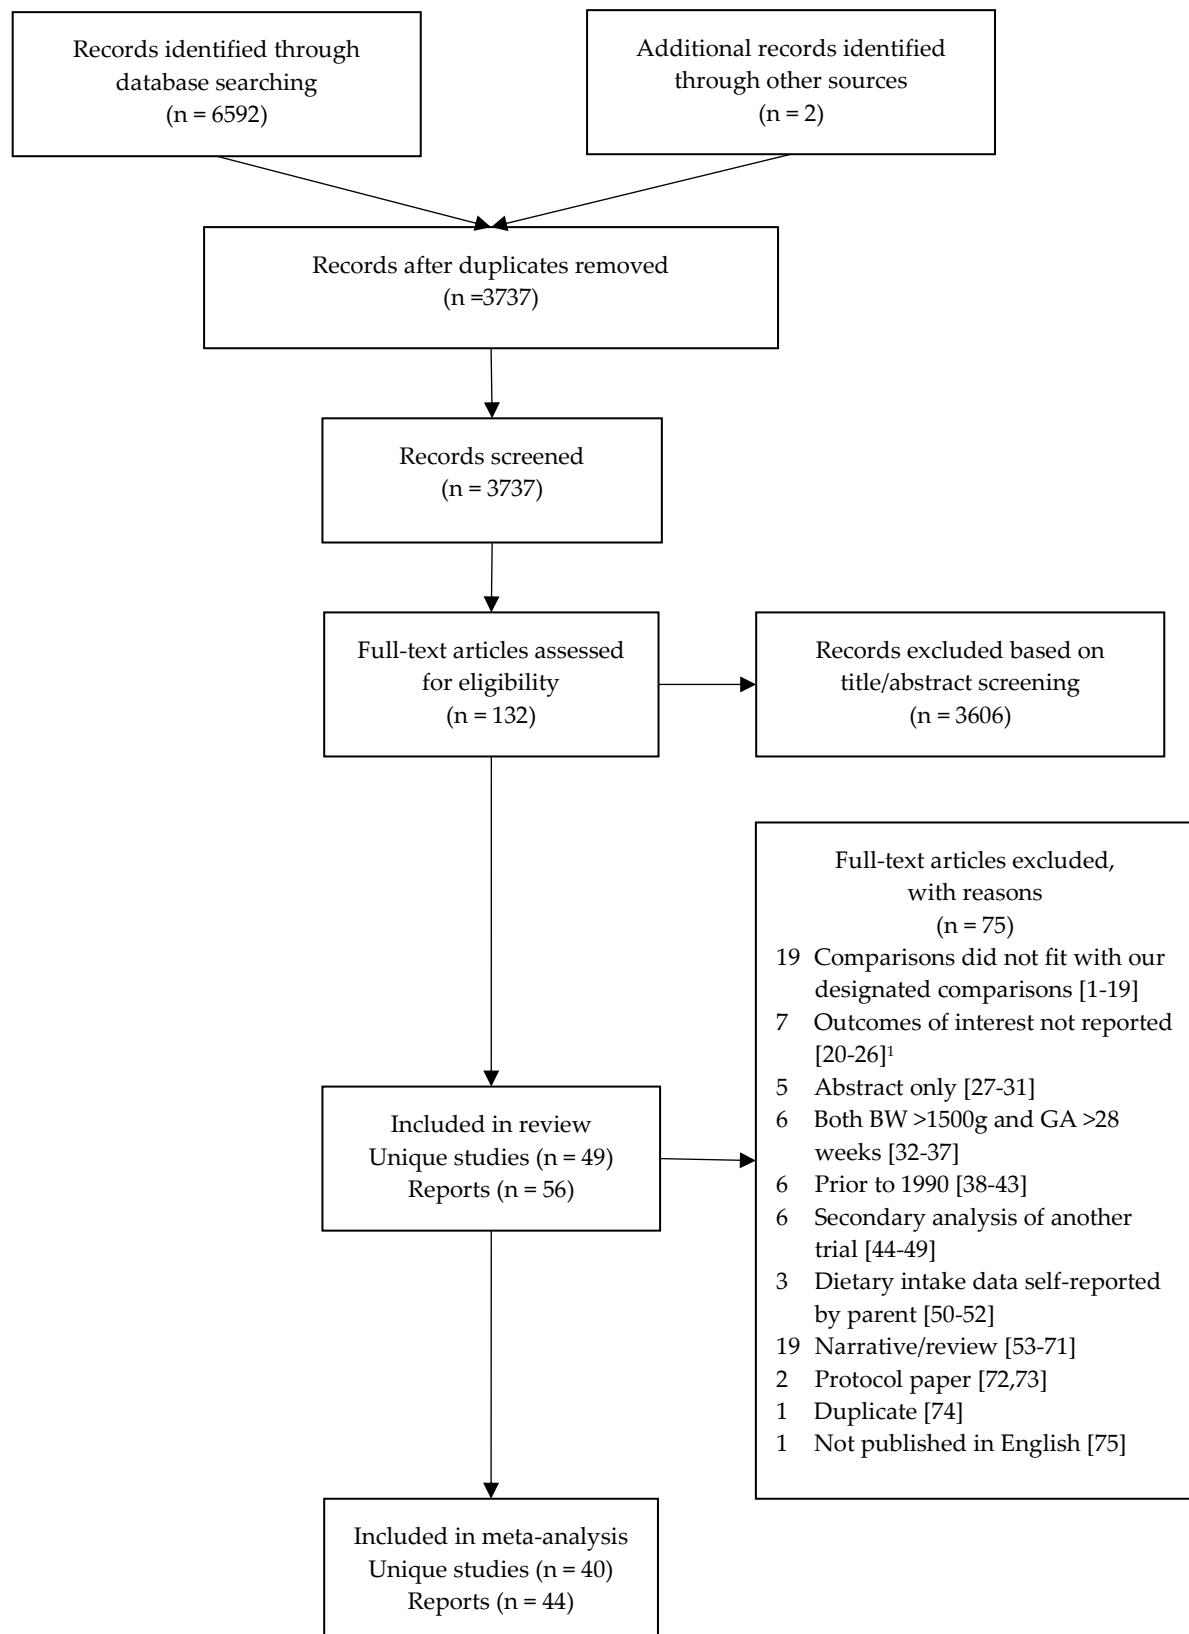 Records identified through
database searching
(n = 6592)
Additional records identified
through other sources
(n = 2)
Records after duplicates removed
(n =3737)
Records screened
(n = 3737)
Full-text articles assessed
for eligibility
(n = 132)
Records excluded based on
title/abstract screening
(n = 3606)
Full-text articles excluded,
with reasons
(n = 75)
19 Comparisons did not fit with our
designated comparisons [1-19]
7 Outcomes of interest not reported
[20-26]¹
5 Abstract only [27-31]
6 Both BW >1500g and GA >28
weeks [32-37]
6 Prior to 1990 [38-43]
6 Secondary analysis of another
trial [44-49]
3 Dietary intake data self-reported
by parent [50-52]
19 Narrative/review [53-71]
2 Protocol paper [72,73]
1 Duplicate [74]
1 Not published in English [75]
Included in review
Unique studies (n = 49)
Reports (n = 56)
Included in meta-analysis
Unique studies (n = 40)
Reports (n = 44)